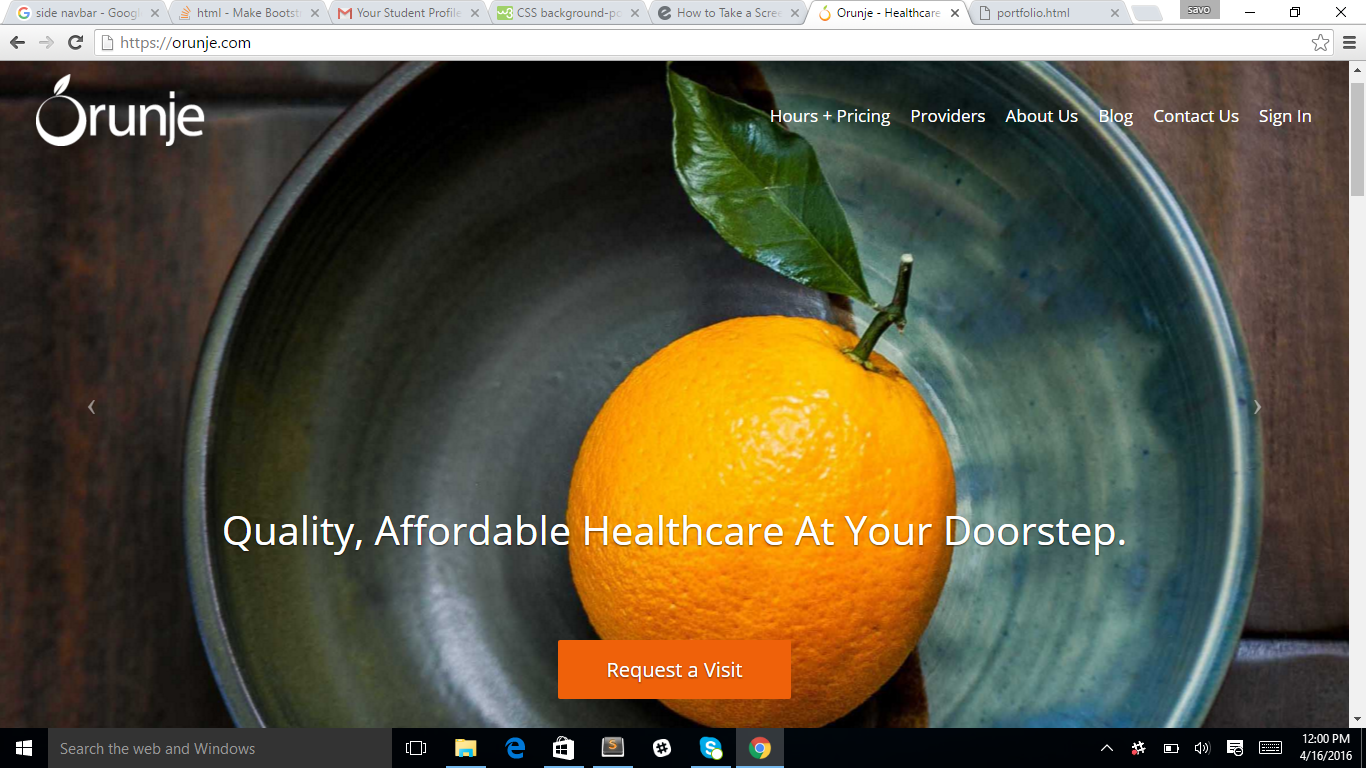 side navbar - Googl
html - Make Bootst
Your Student Profile
CSS background-po
How to Take a Scree
Orunje - Healthcare
portfolio.html
savo
https://orunje.com
Orunje
Hours + Pricing
Providers
About Us
Blog
Contact Us
Sign In
Quality, Affordable Healthcare At Your Doorstep.
Request a Visit
Search the web and Windows
12:00 PM
4/16/2016